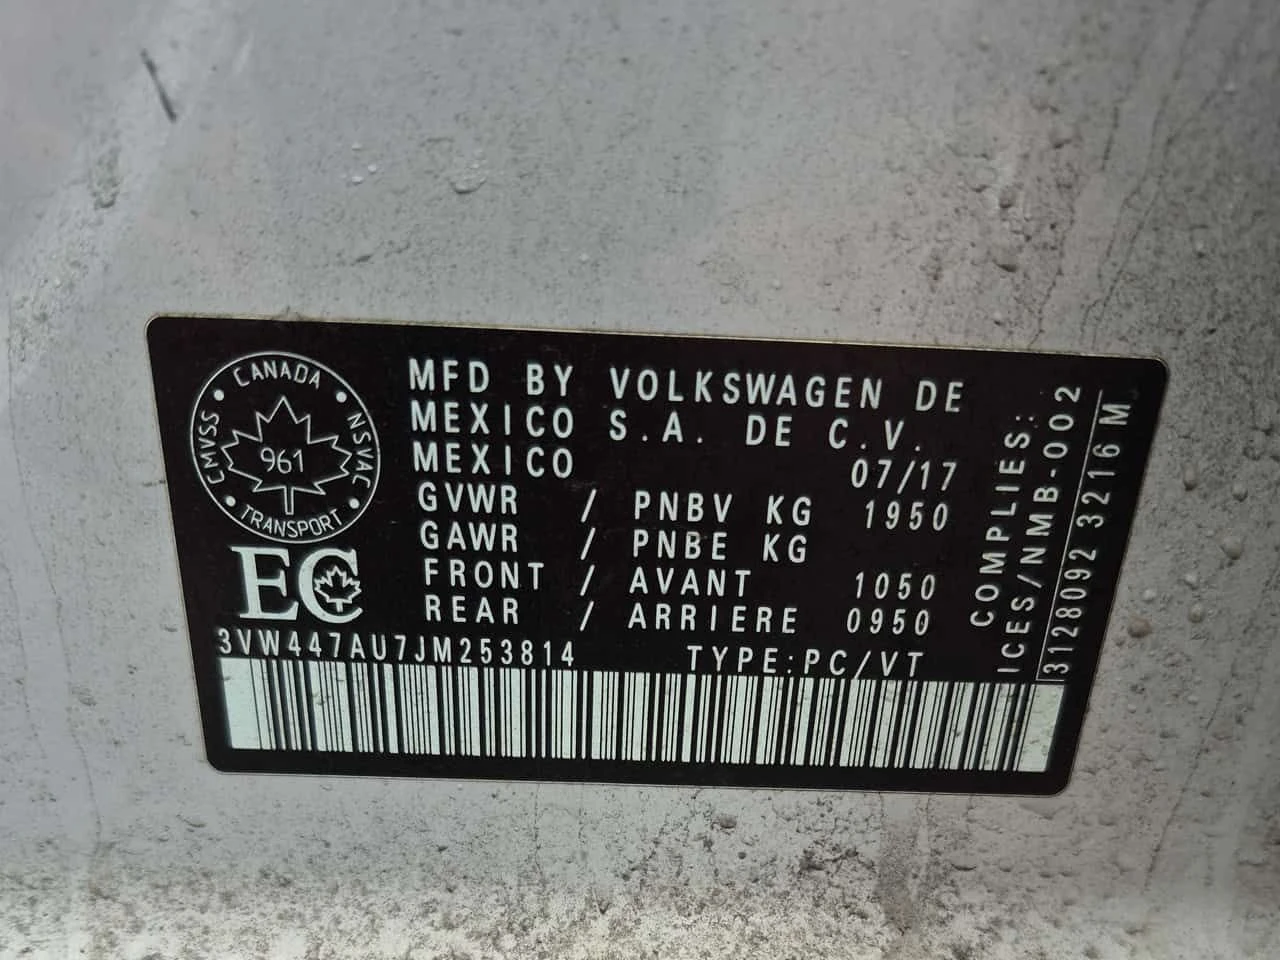 CANADA
CMVSS
NSVAC
961
TRANSPORT
EC
MFD BY VOLKSWAGEN DE
MEXICO S.A. DE C.V.
MEXICO 07/17
GVWR / PNBV KG 1950
GAWR / PNBE KG
FRONT / AVANT 1050
REAR / ARRIERE 0950
3VW447AU7JM253814 TYPE:PC/VT
COMPLIES:
ICES/NMB-002
3128092 3216 M